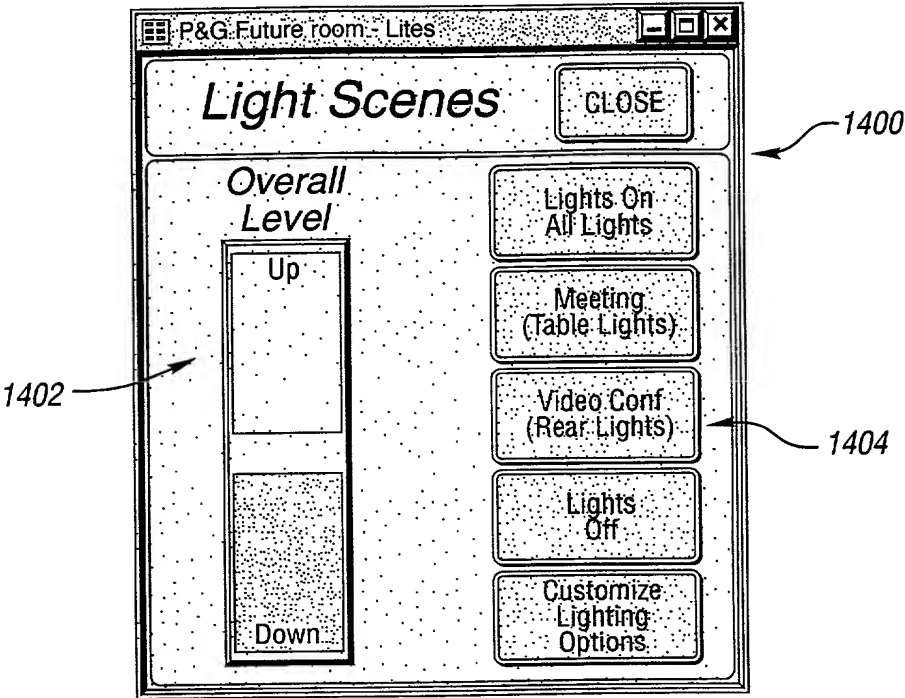 P&G Future room - Lites
Light Scenes
CLOSE
1400
Overall
Level
Up
Down
1402
Lights On
All Lights
Meeting
(Table Lights)
Video Conf
(Rear Lights)
1404
Lights
Off
Customize
Lighting
Options